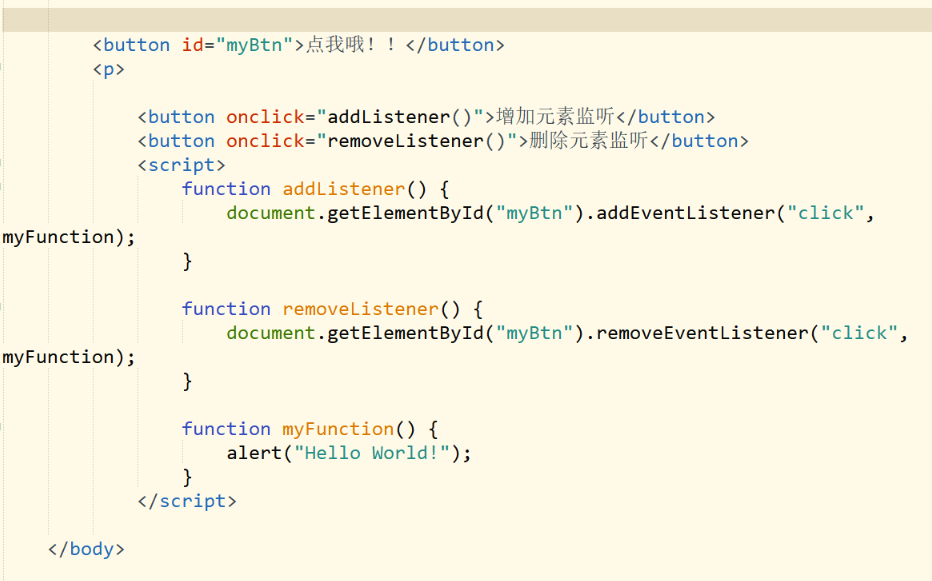 <button id="myBtn">点我哦！！</button>
<p>
<button onclick="addListener()">增加元素监听</button>
<button onclick="removeListener()">删除元素监听</button>
<script>
function addListener() {
document.getElementById("myBtn").addEventListener("click",
myFunction);
}
function removeListener() {
document.getElementById("myBtn").removeEventListener("click",
myFunction);
}
function myFunction() {
alert("Hello World!");
}
</script>
</body>